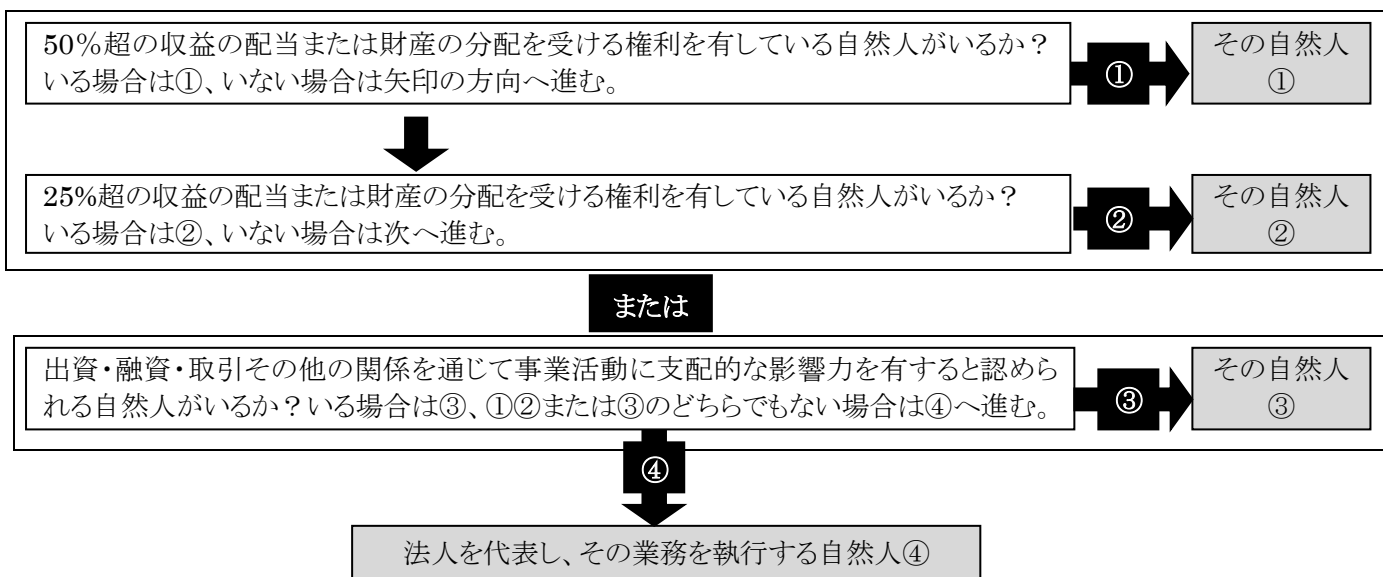 50％超の収益の配当または財産の分配を受ける権利を有している自然人がいるか？
いる場合は①、いない場合は矢印の方向へ進む。
①
その自然人
①
25%超の収益の配当または財産の分配を受ける権利を有している自然人がいるか？
いる場合は②、いない場合は次へ進む。
②
その自然人
②
または
出資・融資・取引その他の関係を通じて事業活動に支配的な影響力を有すると認めら
れる自然人がいるか？いる場合は③、①②または③のどちらでもない場合は④へ進む。
③
その自然人
③
④
法人を代表し、その業務を執行する自然人④